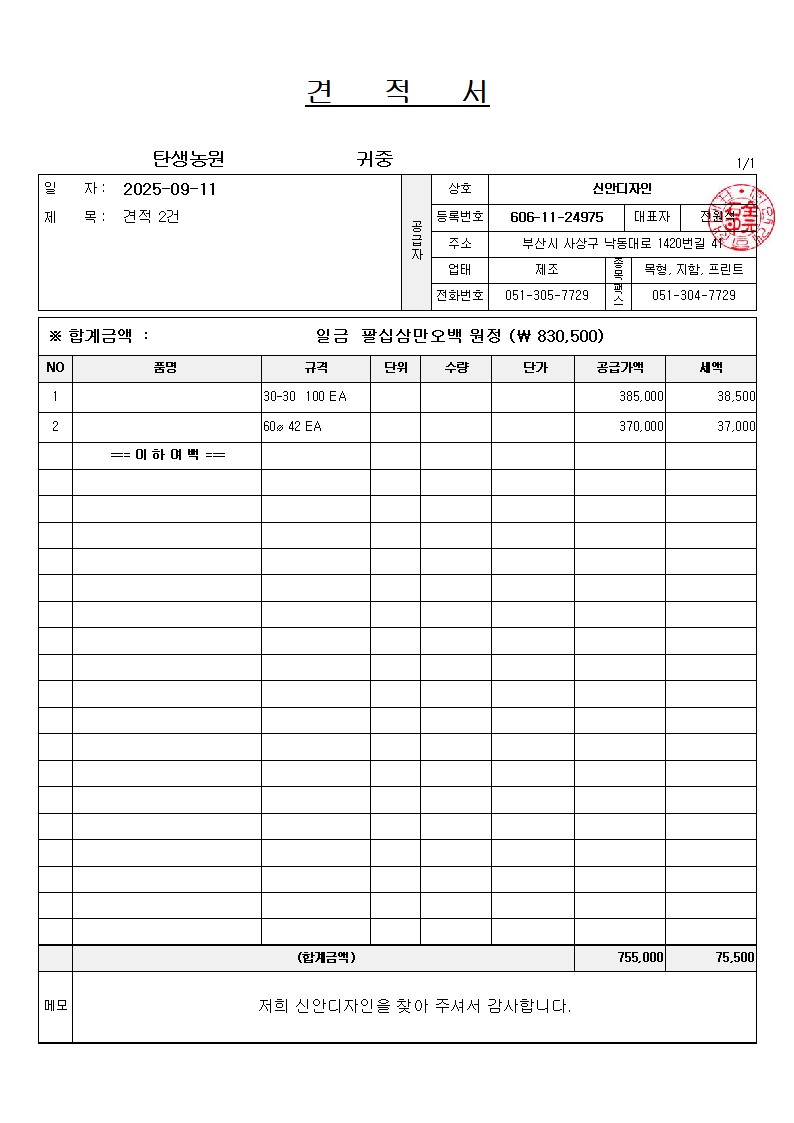 견 적 서
탄생농원 귀중
1/1
일 자 : 2025-09-11
제 목 : 견적 2건
공급자
상호 신안디자인
등록번호 606-11-24975 대표자 전원
주소 부산시 사상구 낙동대로 1420번길 41
업태 제조 종목 목형, 지함, 프린트
전화번호 051-305-7729 팩스 051-304-7729
※ 합계금액 : 일금 팔십삼만오백 원정 (₩ 830,500)
NO 품명 규격 단위 수량 단가 공급가액 세액
1 30-30 100 EA 385,000 38,500
2 60⌀ 42 EA 370,000 37,000
=== 이 하 여 백 ===
(합계금액) 755,000 75,500
메모 저희 신안디자인을 찾아 주셔서 감사합니다.